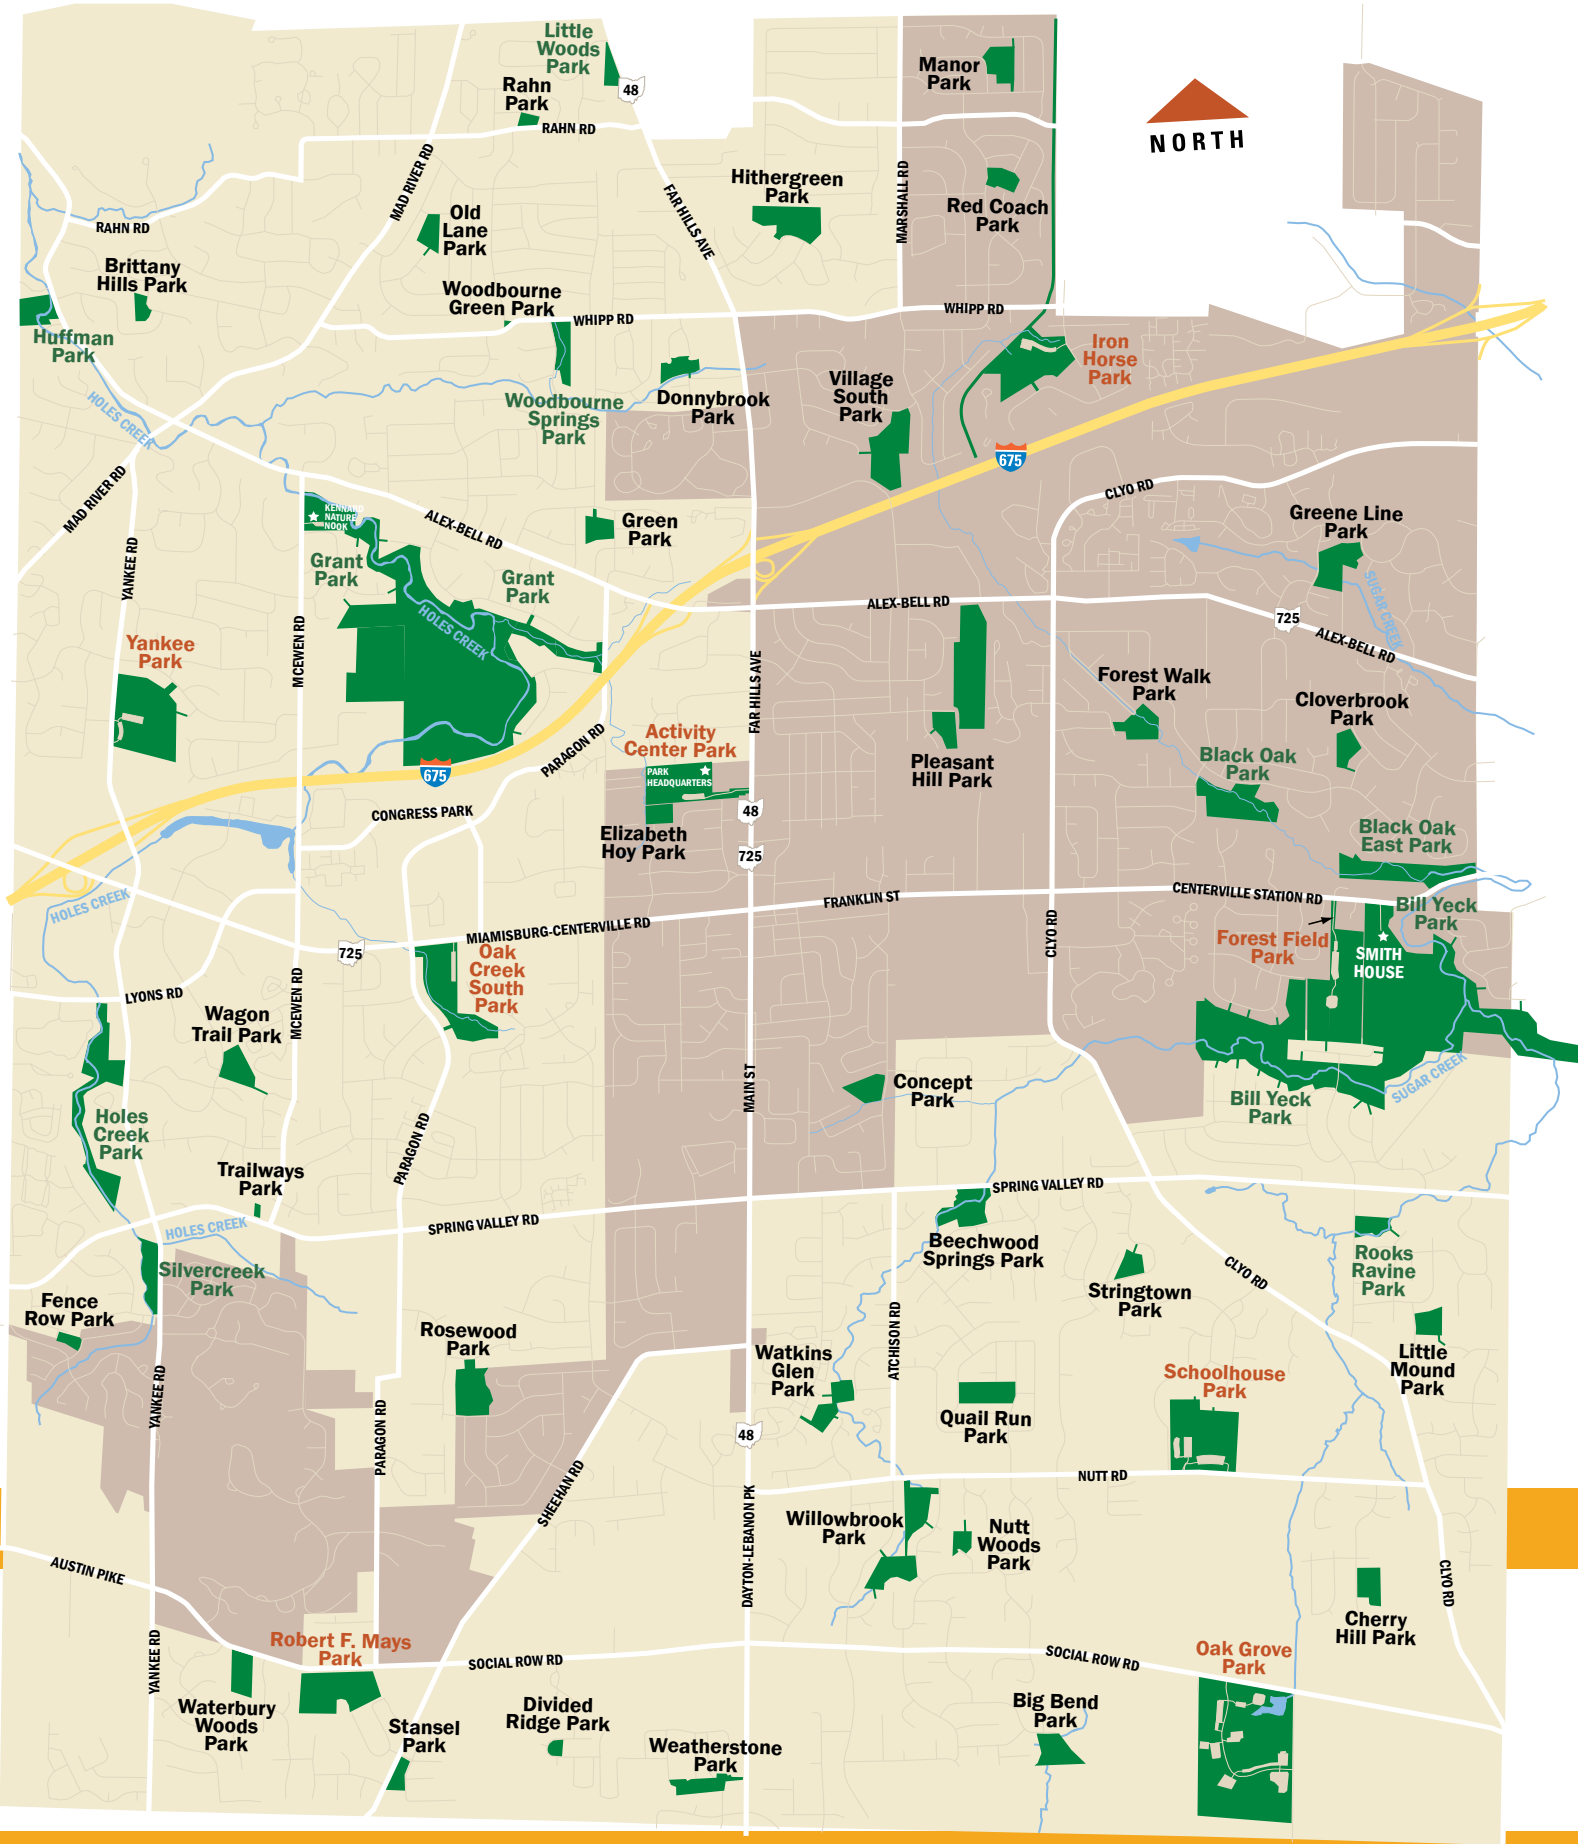 Little
Woods
Park
Rahn
Park
48
RAHN RD
Manor
Park
NORTH
MAD RIVER RD
FAR HILLS AVE
Hithergreen
Park
MARSHALL RD
Red Coach
Park
RAHN RD
Old
Lane
Park
Brittany
Hills Park
Woodbourne
Green Park
WHIPP RD
WHIPP RD
Huffman
Park
Iron
Horse
Park
HOLES CREEK
Woodbourne
Springs
Park
Donnybrook
Park
Village
South
Park
675
MAD RIVER RD
CLYO RD
KENNARD
NATURE
NOOK
ALEX-BELL RD
Green
Park
Greene Line
Park
YANKEE RD
Grant
Park
Grant
Park
HOLES CREEK
ALEX-BELL RD
SUGAR CREEK
725
ALEX-BELL RD
MCEWEN RD
Yankee
Park
FAR HILLS AVE
Forest Walk
Park
Cloverbrook
Park
PARAGON RD
Activity
Center Park
PARK
HEADQUARTERS
Pleasant
Hill Park
Black Oak
Park
675
CONGRESS PARK
48
Elizabeth
Hoy Park
725
Black Oak
East Park
HOLES CREEK
FRANKLIN ST
CENTERVILLE STATION RD
MIAMISBURG-CENTERVILLE RD
725
CLYO RD
Bill Yeck
Park
Forest Field
Park
SMITH
HOUSE
Oak
Creek
South
Park
LYONS RD
MCEWEN RD
Wagon
Trail Park
MAIN ST
Concept
Park
SUGAR CREEK
Bill Yeck
Park
Holes
Creek
Park
PARAGON RD
Trailways
Park
SPRING VALLEY RD
HOLES CREEK
SPRING VALLEY RD
Beechwood
Springs Park
Silvercreek
Park
Rooks
Ravine
Park
CLYO RD
Stringtown
Park
Fence
Row Park
Rosewood
Park
ATCHISON RD
Watkins
Glen
Park
Little
Mound
Park
YANKEE RD
Schoolhouse
Park
PARAGON RD
Quail Run
Park
48
NUTT RD
SHEEHAN RD
DAYTON-LEBANON PK
Willowbrook
Park
Nutt
Woods
Park
AUSTIN PIKE
CLYO RD
Cherry
Hill Park
YANKEE RD
Robert F. Mays
Park
SOCIAL ROW RD
SOCIAL ROW RD
Oak Grove
Park
Waterbury
Woods
Park
Stansel
Park
Divided
Ridge Park
Weatherstone
Park
Big Bend
Park